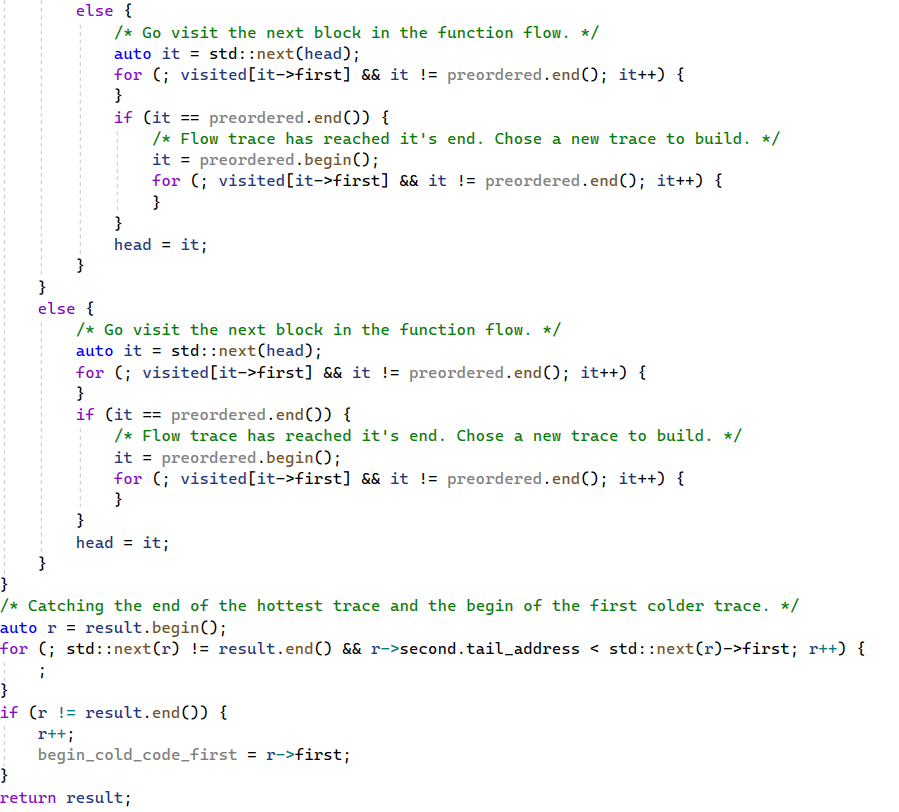 else {
/* Go visit the next block in the function flow. */
auto it = std::next(head);
for (; visited[it->first] && it != preordered.end(); it++) {
}
if (it == preordered.end()) {
/* Flow trace has reached it's end. Chose a new trace to build. */
it = preordered.begin();
for (; visited[it->first] && it != preordered.end(); it++) {
}
}
head = it;
}
}
else {
/* Go visit the next block in the function flow. */
auto it = std::next(head);
for (; visited[it->first] && it != preordered.end(); it++) {
}
if (it == preordered.end()) {
/* Flow trace has reached it's end. Chose a new trace to build. */
it = preordered.begin();
for (; visited[it->first] && it != preordered.end(); it++) {
}
}
head = it;
}
}
/* Catching the end of the hottest trace and the begin of the first colder trace. */
auto r = result.begin();
for (; std::next(r) != result.end() && r->second.tail_address < std::next(r)->first; r++) {
;
}
if (r != result.end()) {
r++;
begin_cold_code_first = r->first;
}
return result;